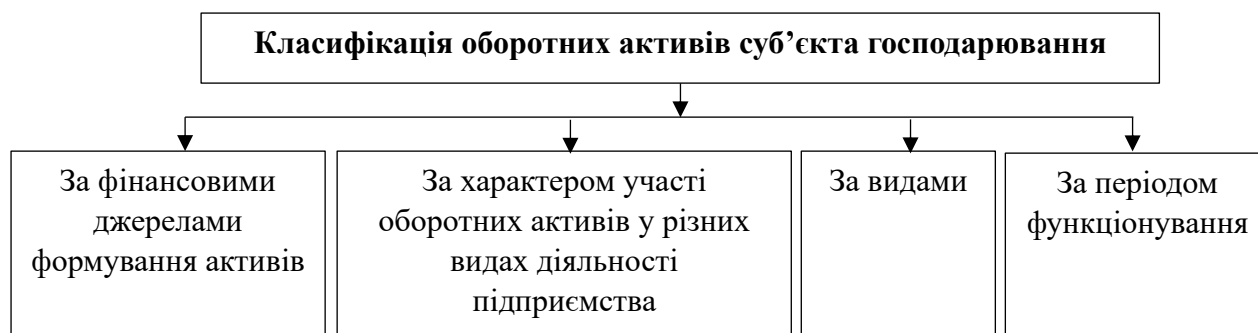 Класифікація оборотних активів суб’єкта господарювання
За фінансовими
джерелами
формування активів
За характером участі
оборотних активів у різних
видах діяльності
підприємства
За видами
За періодом
функціонування